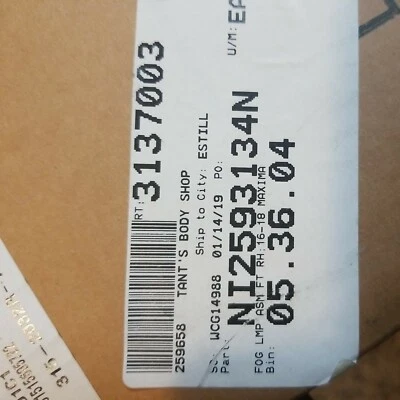 RT: 3137003
U/M: EA
259658 TANT'S BODY SHOP
Ship to City: ESTILL
WCG14988 01/14/19 PO:
Part: NI2593134N
FOG LMP ASM FT RH:16-18 MAXIMA
Bin: 05.36.04